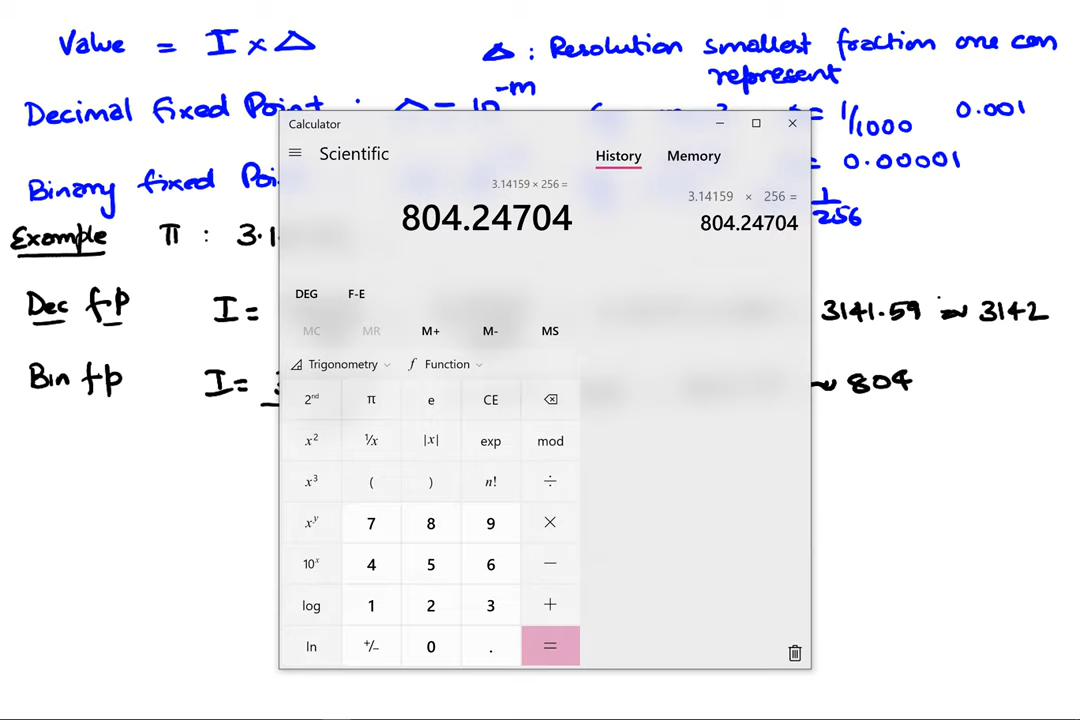 Value = I x Δ
Δ : Resolution smallest fraction one can represent
Decimal fixed Point : Δ = 10^-m
= 1/1000 0.001
Binary fixed Poi
= 0.00001
1/256
Example π : 3.1
Dec f-p I = 3141.59 ≈ 3142
Bin f-p I = ≈ 804
Calculator
Scientific
3.14159 × 256 =
804.24704
DEG F-E
MC MR M+ M- MS
Trigonometry f Function
2nd π e CE
x² ¹/x |x| exp mod
x³ ( ) n! ÷
xʸ 7 8 9 ×
10ˣ 4 5 6 −
log 1 2 3 +
ln +/− 0 . =
History Memory
3.14159 × 256 =
804.24704